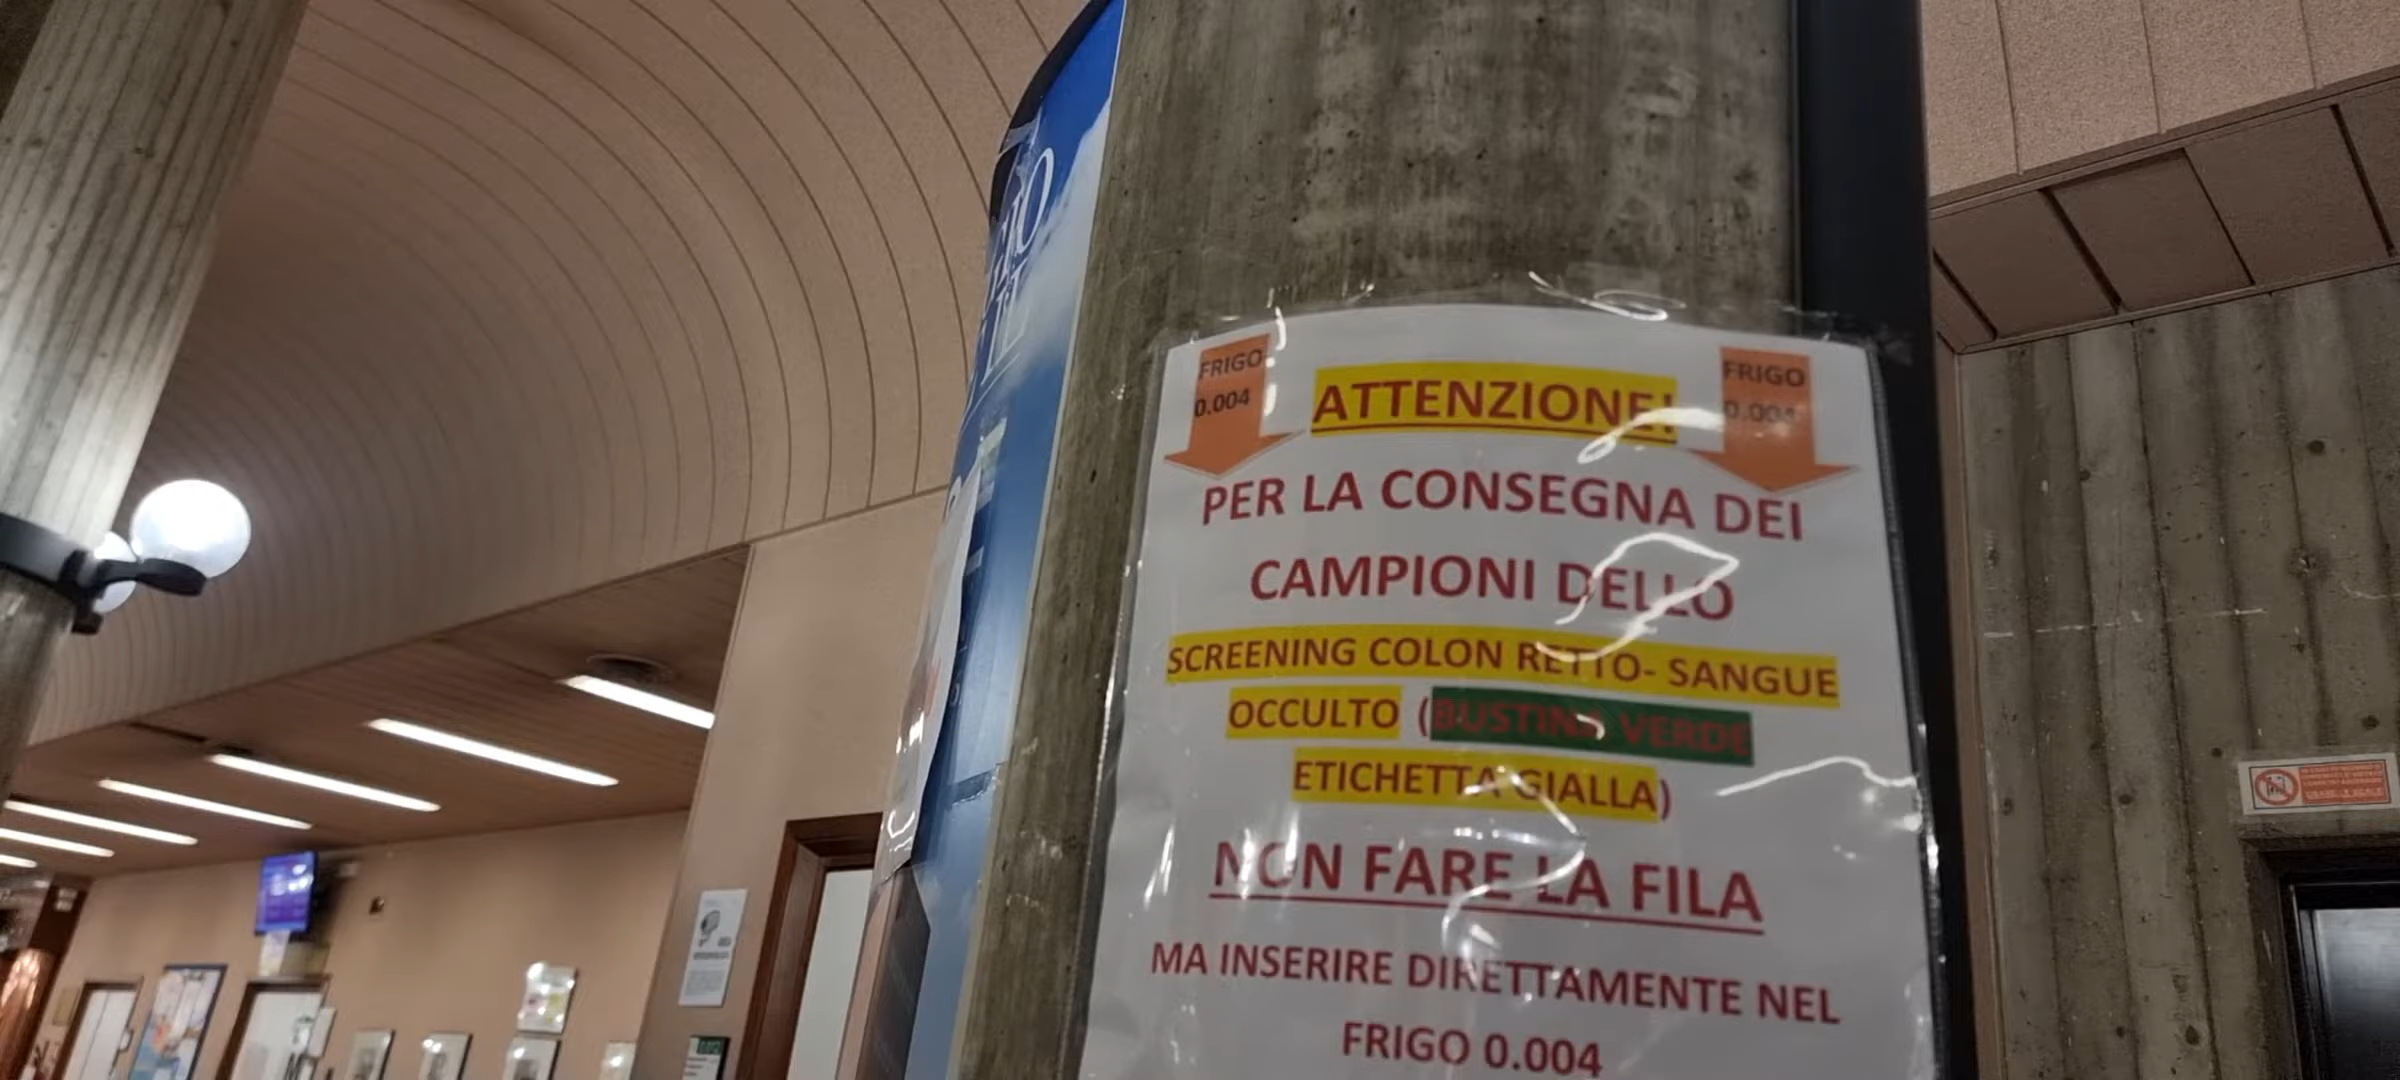 FRIGO
0.004
ATTENZIONE!
FRIGO
0.004
PER LA CONSEGNA DEI
CAMPIONI DELLO
SCREENING COLON RETTO- SANGUE
OCCULTO (BUSTINA VERDE
ETICHETTA GIALLA)
NON FARE LA FILA
MA INSERIRE DIRETTAMENTE NEL
FRIGO 0.004